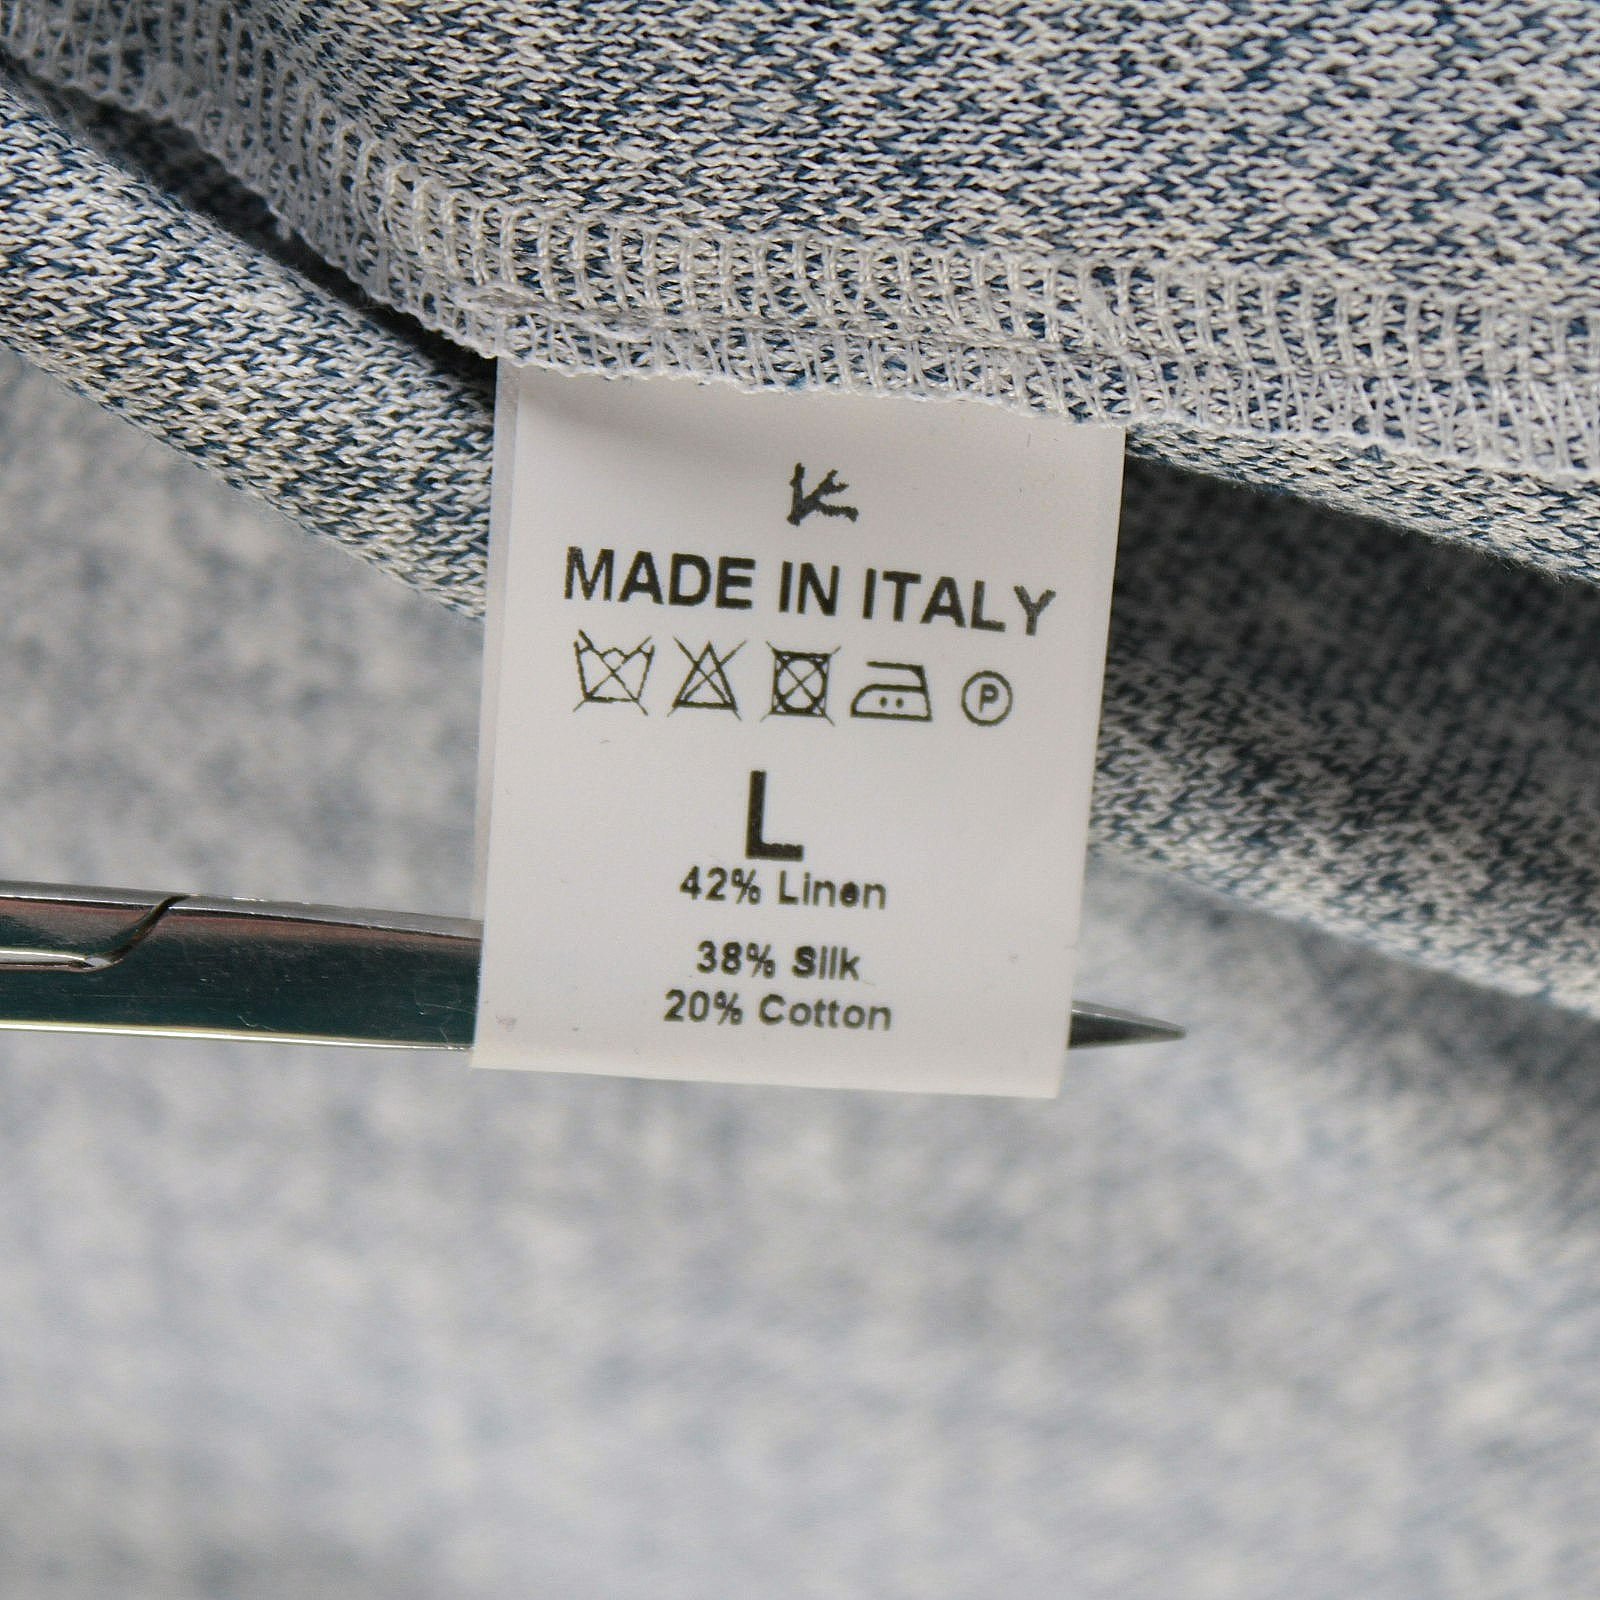 MADE IN ITALY
P
L
42% Linen
38% Silk
20% Cotton